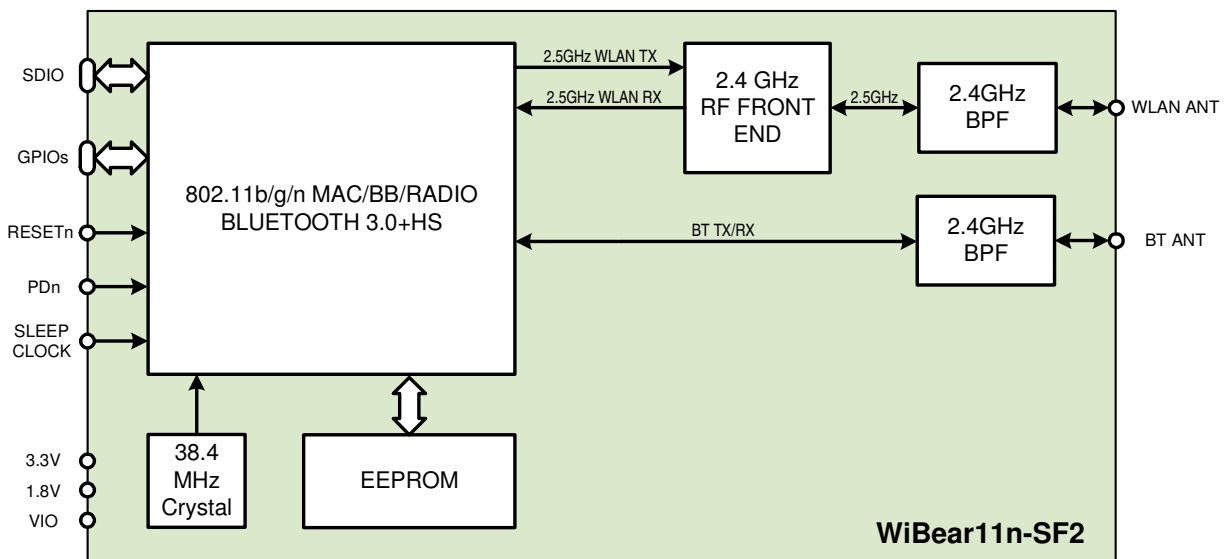 SDIO
GPIOs
RESETn
PDn
SLEEP
CLOCK
3.3V
1.8V
VIO
802.11b/g/n MAC/BB/RADIO
BLUETOOTH 3.0+HS
38.4
MHz
Crystal
EEPROM
2.5GHz WLAN TX
2.5GHz WLAN RX
2.4 GHz
RF FRONT
END
2.5GHz
2.4GHz
BPF
WLAN ANT
BT TX/RX
2.4GHz
BPF
BT ANT
WiBear11n-SF2